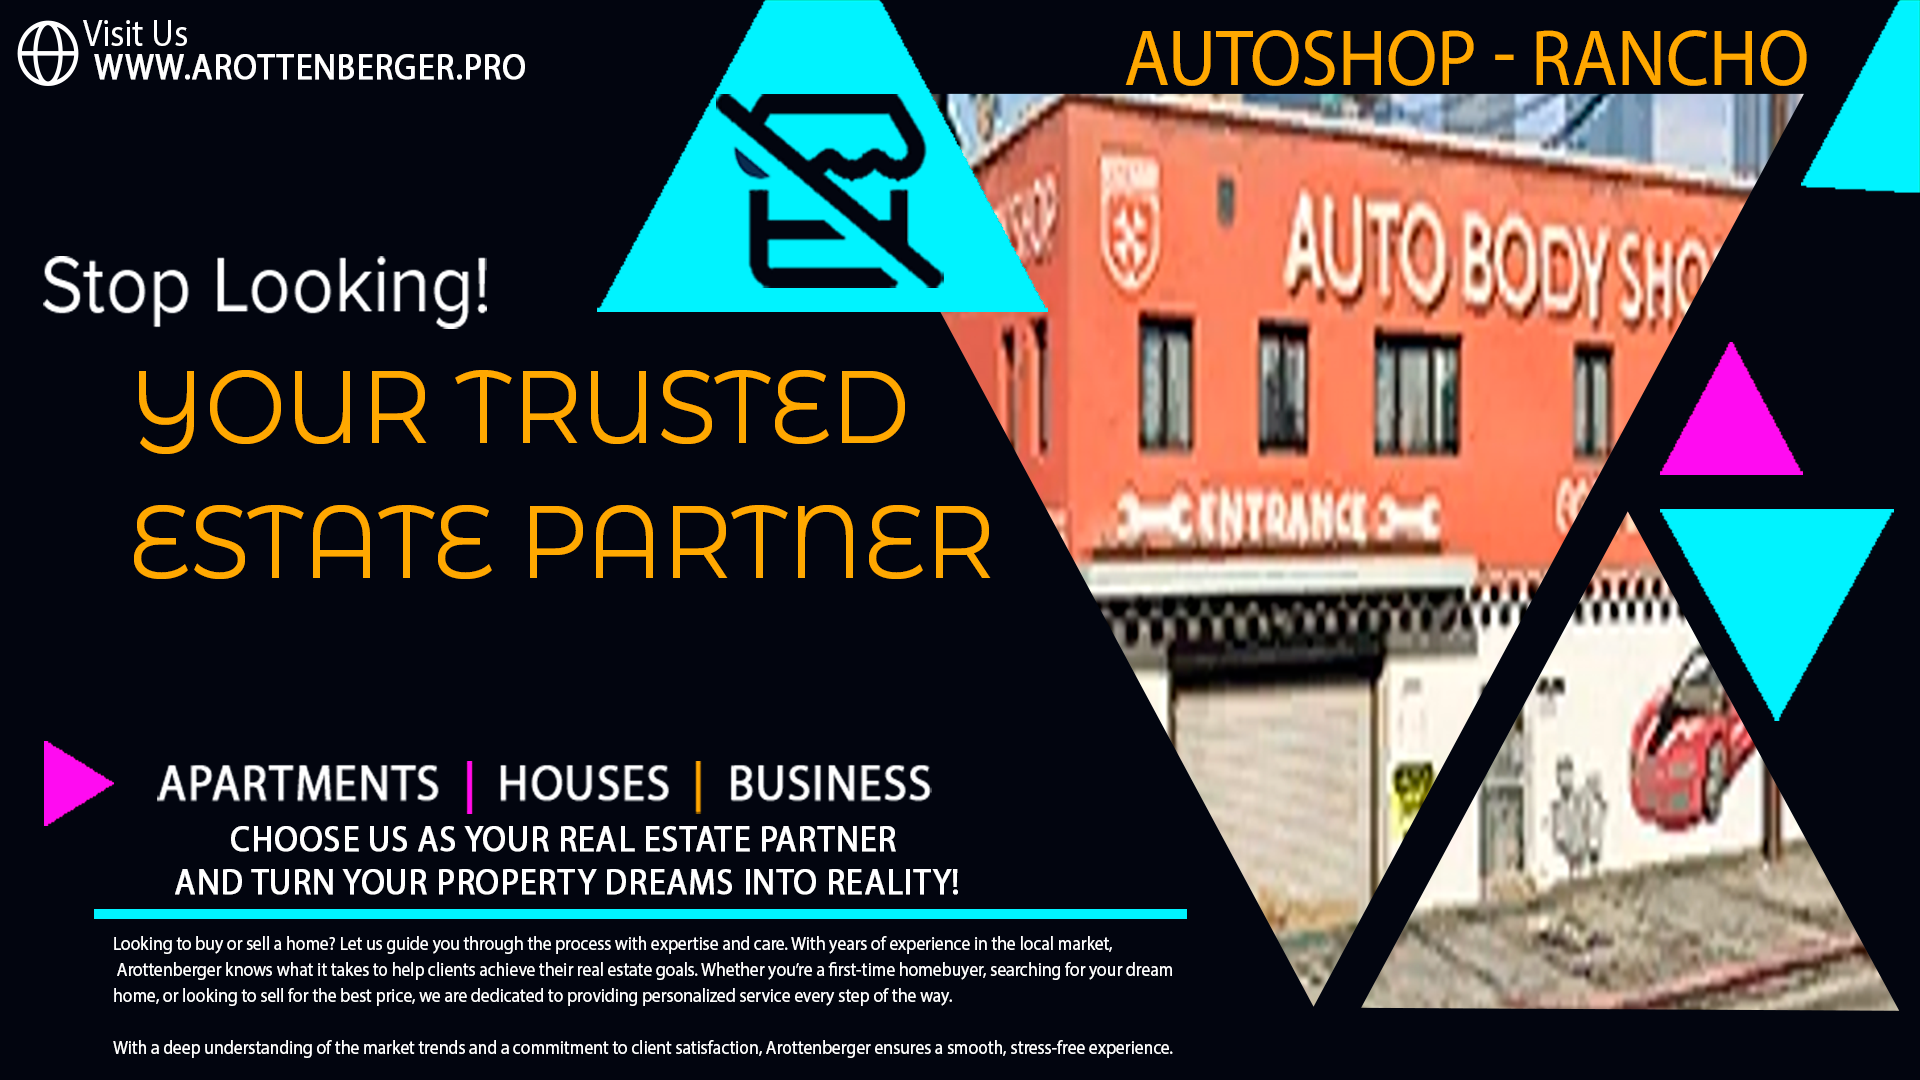 Visit Us
WWW.AROTTENBERGER.PRO
AUTOSHOP - RANCHO
AUTO BODY SHO
ENTRANCE
Stop Looking!
YOUR TRUSTED
ESTATE PARTNER
APARTMENTS | HOUSES | BUSINESS
CHOOSE US AS YOUR REAL ESTATE PARTNER
AND TURN YOUR PROPERTY DREAMS INTO REALITY!
Looking to buy or sell a home? Let us guide you through the process with expertise and care. With years of experience in the local market,
Arottenberger knows what it takes to help clients achieve their real estate goals. Whether you're a first-time homebuyer, searching for your dream
home, or looking to sell for the best price, we are dedicated to providing personalized service every step of the way.
With a deep understanding of the market trends and a commitment to client satisfaction, Arottenberger ensures a smooth, stress-free experience.